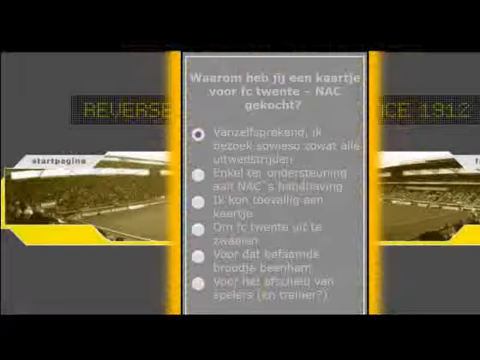 Waarom heb jij een kaartje
voor fc twente - NAC
gekocht?
REVERSE
NCE 1912
startpagina
Vanzelfsprekend, ik
bezoek sowieso zowat alle
uitwedstrijden
Enkel ter ondersteuning
aan NAC`s handhaving
Ik kon toevallig aan
kaartje
Om fc twente uit te
zwaaien
Voor dat befaamde
broodje beenham
Voor het afscheid van
spelers (en trainer?)